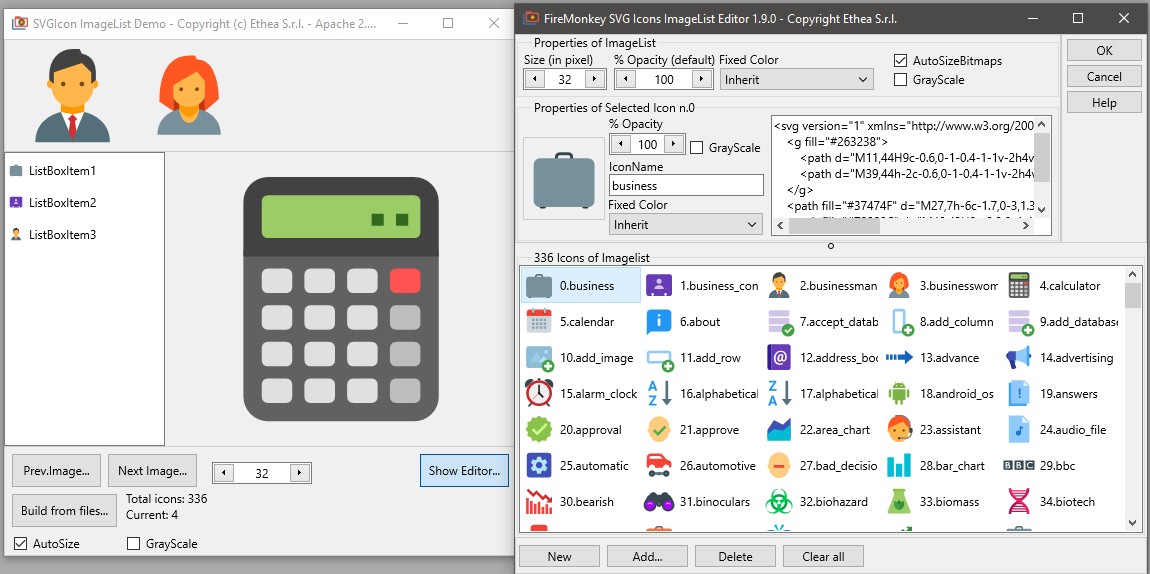 SVGIcon ImageList Demo - Copyright (c) Ethea S.r.l. - Apache 2....
ListBoxItem1
ListBoxItem2
ListBoxItem3
Prev.Image...
Next Image...
32
Show Editor...
Build from files...
Total icons: 336
Current: 4
AutoSize
GrayScale
FireMonkey SVG Icons ImageList Editor 1.9.0 - Copyright Ethea S.r.l.
Properties of ImageList
Size (in pixel)
% Opacity (default)
Fixed Color
32
100
Inherit
AutoSizeBitmaps
GrayScale
OK
Cancel
Help
Properties of Selected Icon n.0
% Opacity
100
GrayScale
IconName
business
Fixed Color
Inherit
<svg version="1" xmlns="http://www.w3.org/200
<g fill="#263238">
<path d="M11,44H9c-0.6,0-1-0.4-1-1v-2h4v
<path d="M39,44h-2c-0.6,0-1-0.4-1-1v-2h4v
</g>
<path fill="#37474F" d="M27,7h-6c-1.7,0-3,1.3
336 Icons of Imagelist
0.business
1.business_con
2.businessman
3.businesswom
4.calculator
5.calendar
6.about
7.accept_datab
8.add_column
9.add_database
10.add_image
11.add_row
12.address_boo
13.advance
14.advertising
15.alarm_clock
16.alphabetical
17.alphabetical
18.android_os
19.answers
20.approval
21.approve
22.area_chart
23.assistant
24.audio_file
25.automatic
26.automotive
27.bad_decisio
28.bar_chart
BBC 29.bbc
30.bearish
31.binoculars
32.biohazard
33.biomass
34.biotech
New
Add...
Delete
Clear all